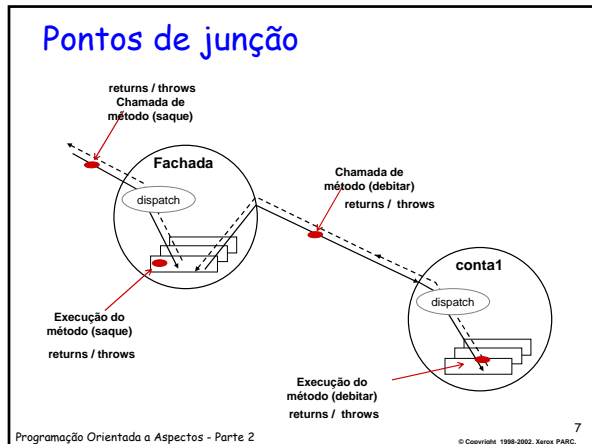 Pontos de junção
returns / throws
Chamada de
método (saque)
Fachada
dispatch
Execução do
método (saque)
returns / throws
Chamada de
método (debitar)
returns / throws
conta1
dispatch
Execução do
método (debitar)
returns / throws
Programação Orientada a Aspectos - Parte 2
7
© Copyright 1998-2002, Xerox PARC.